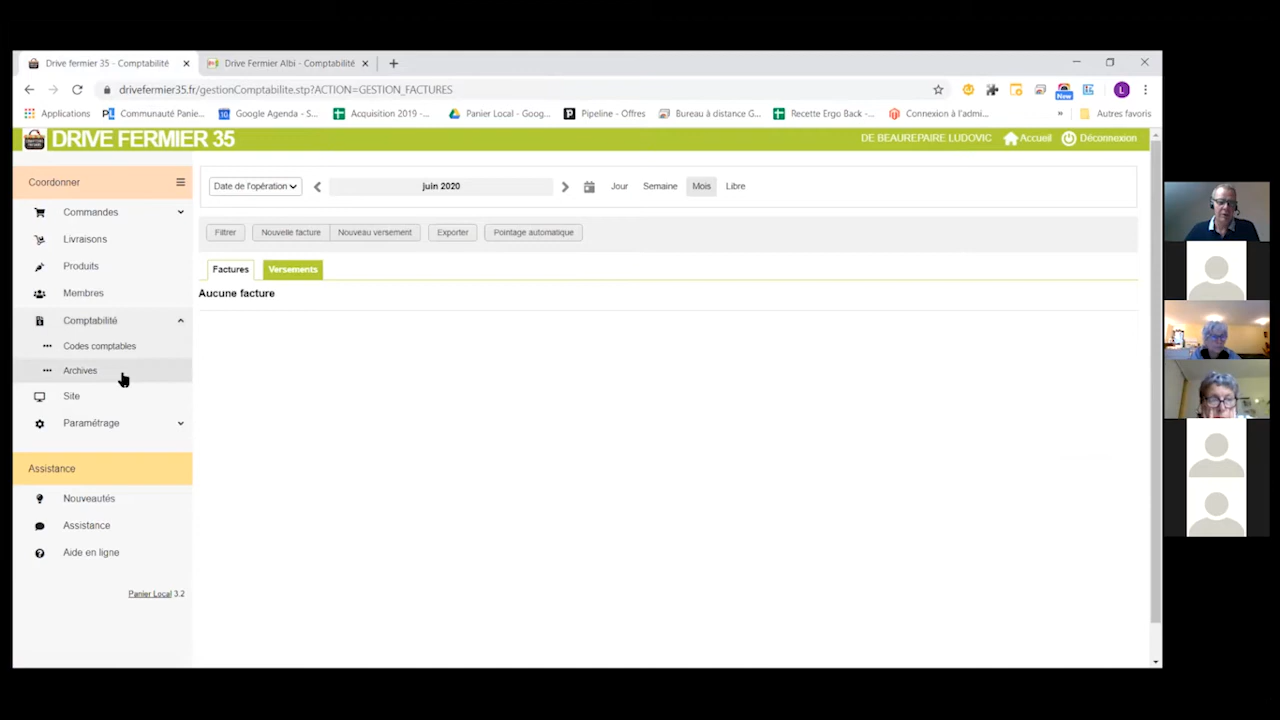 Drive fermier 35 - Comptabilité
Drive Fermier Albi - Comptabilité
drivefermier35.fr/gestionComptabilite.stp?ACTION=GESTION_FACTURES
New
L
Applications
Communauté Panie...
Google Agenda - S...
Acquisition 2019 -...
Panier Local - Goog...
Pipeline - Offres
Bureau à distance G...
Recette Ergo Back -...
Connexion à l'admi...
»
Autres favoris
DRIVE FERMIER 35
DE BEAUREPAIRE LUDOVIC
Accueil
Déconnexion
Coordonner
Date de l'opération
juin 2020
Jour
Semaine
Mois
Libre
Commandes
Livraisons
Filtrer
Nouvelle facture
Nouveau versement
Exporter
Pointage automatique
Produits
Factures
Versements
Membres
Aucune facture
Comptabilité
Codes comptables
Archives
Site
Paramétrage
Assistance
Nouveautés
Assistance
Aide en ligne
Panier Local 3.2